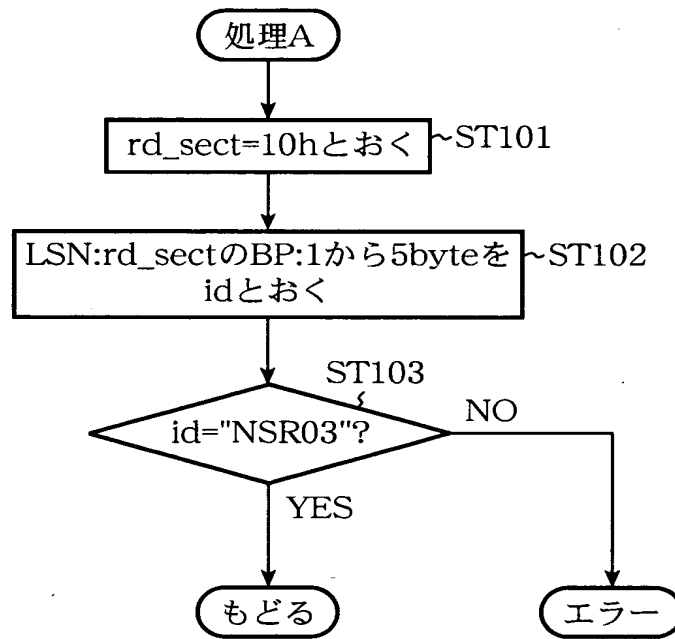 処理A
rd_sect=10hとおく
~ST101
LSN:rd_sectのBP:1から5byteを
idとおく
~ST102
ST103
id="NSR03"?
NO
YES
もどる
エラー